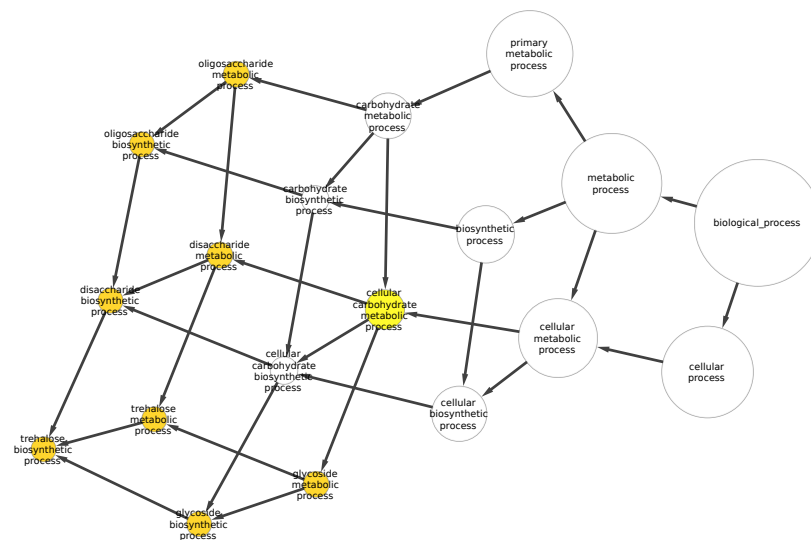 primary
metabolic
process
oligosaccharide
metabolic
process
carbohydrate
metabolic
process
oligosaccharide
biosynthetic
process
metabolic
process
carbohydrate
biosynthetic
process
biological_process
biosynthetic
process
disaccharide
metabolic
process
disaccharide
biosynthetic
process
cellular
carbohydrate
metabolic
process
cellular
metabolic
process
cellular
process
cellular
carbohydrate
biosynthetic
process
cellular
biosynthetic
process
trehalose
metabolic
process
trehalose
biosynthetic
process
glycoside
metabolic
process
glycoside
biosynthetic
process